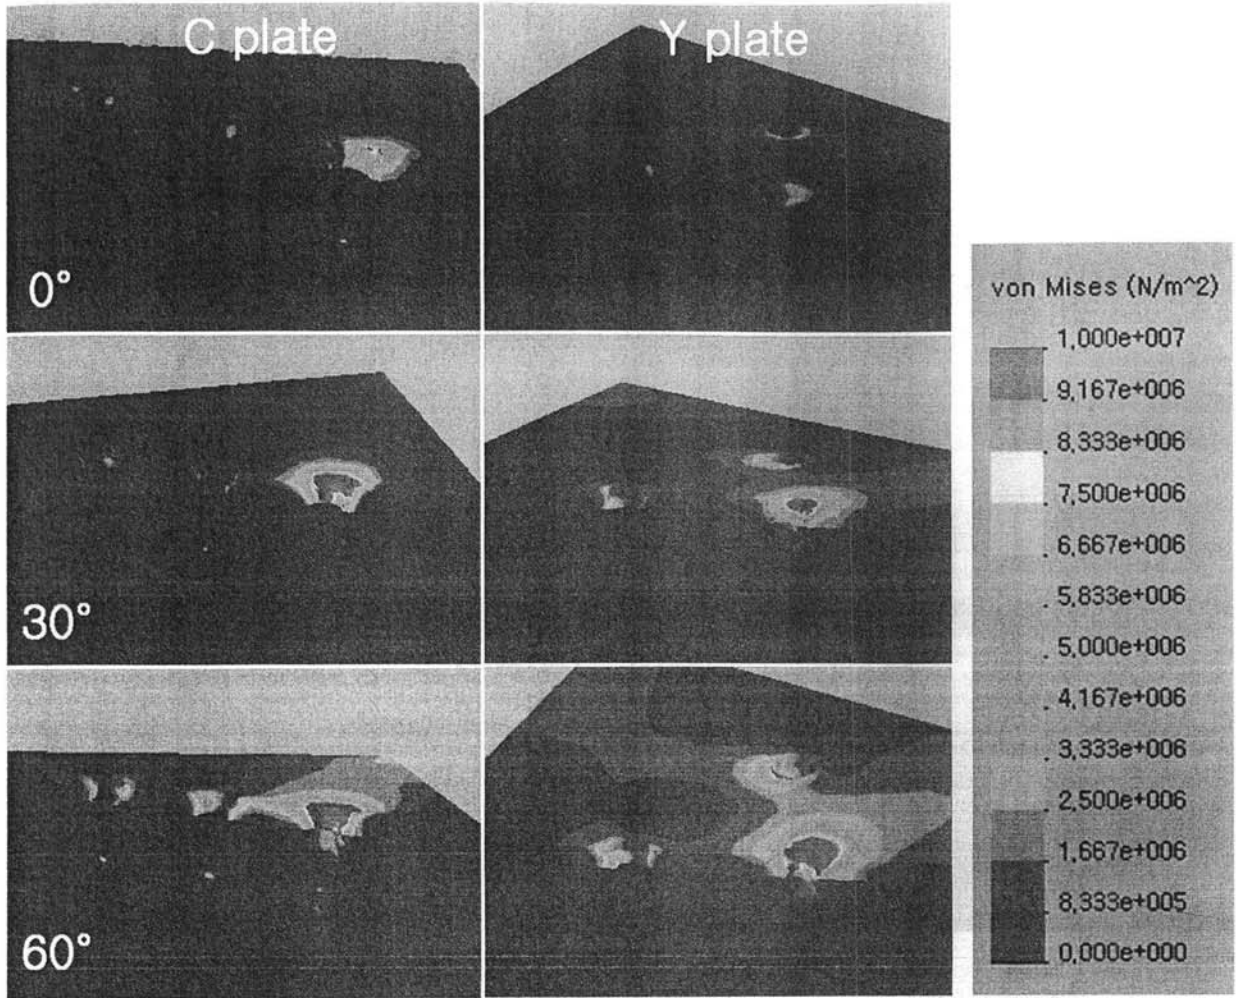 C plate
Y plate
0°
30°
60°
von Mises (N/m^2)
1,000e+007
9,167e+006
8,333e+006
7,500e+006
6,667e+006
5,833e+006
5,000e+006
4,167e+006
3,333e+006
2,500e+006
1,667e+006
8,333e+005
0,000e+000